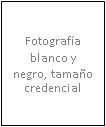 Fotografía
blanco y
negro, tamaño
credencial